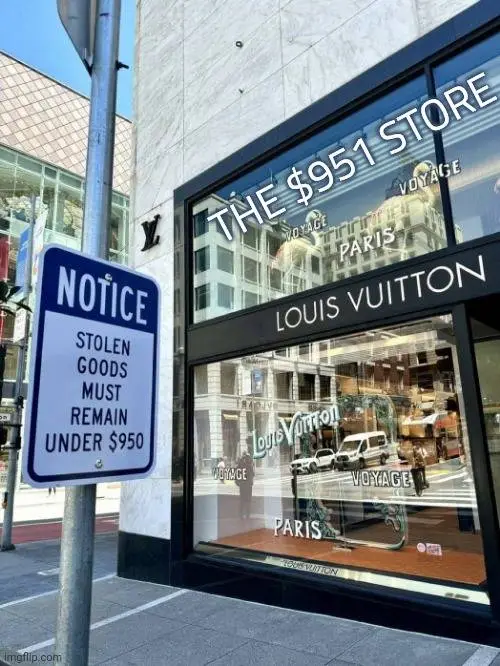 THE $951 STORE
VOYAGE
VOYAGE
PARIS
LV
LOUIS VUITTON
NOTICE
STOLEN
GOODS
MUST
REMAIN
UNDER $950
Louis Vuitton
VOYAGE
VOYAGE
PARIS
LOUIS VUITTON
imgflip.com